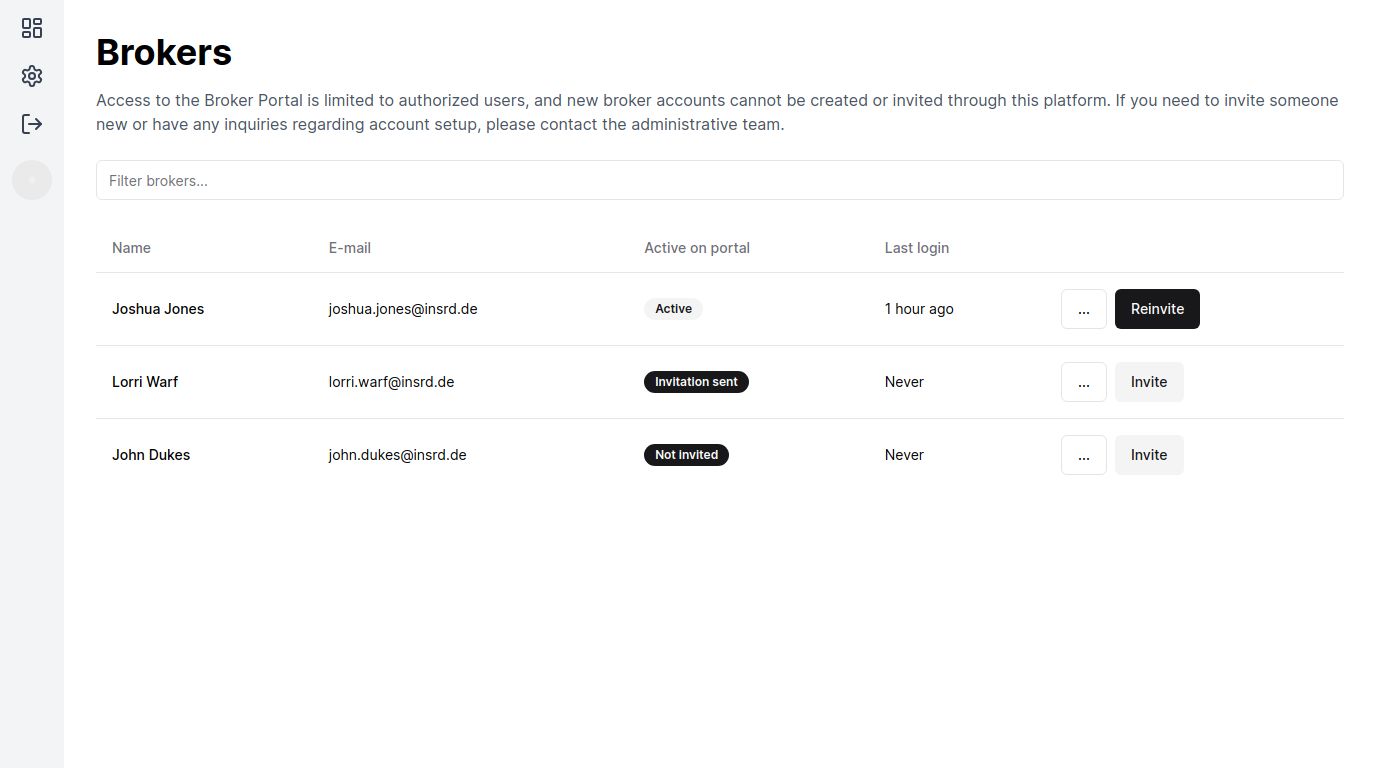 Brokers
Access to the Broker Portal is limited to authorized users, and new broker accounts cannot be created or invited through this platform. If you need to invite someone
new or have any inquiries regarding account setup, please contact the administrative team.
Filter brokers...
Name E-mail Active on portal Last login
Joshua Jones joshua.jones@insrd.de Active 1 hour ago ... Reinvite
Lorri Warf lorri.warf@insrd.de Invitation sent Never ... Invite
John Dukes john.dukes@insrd.de Not invited Never ... Invite